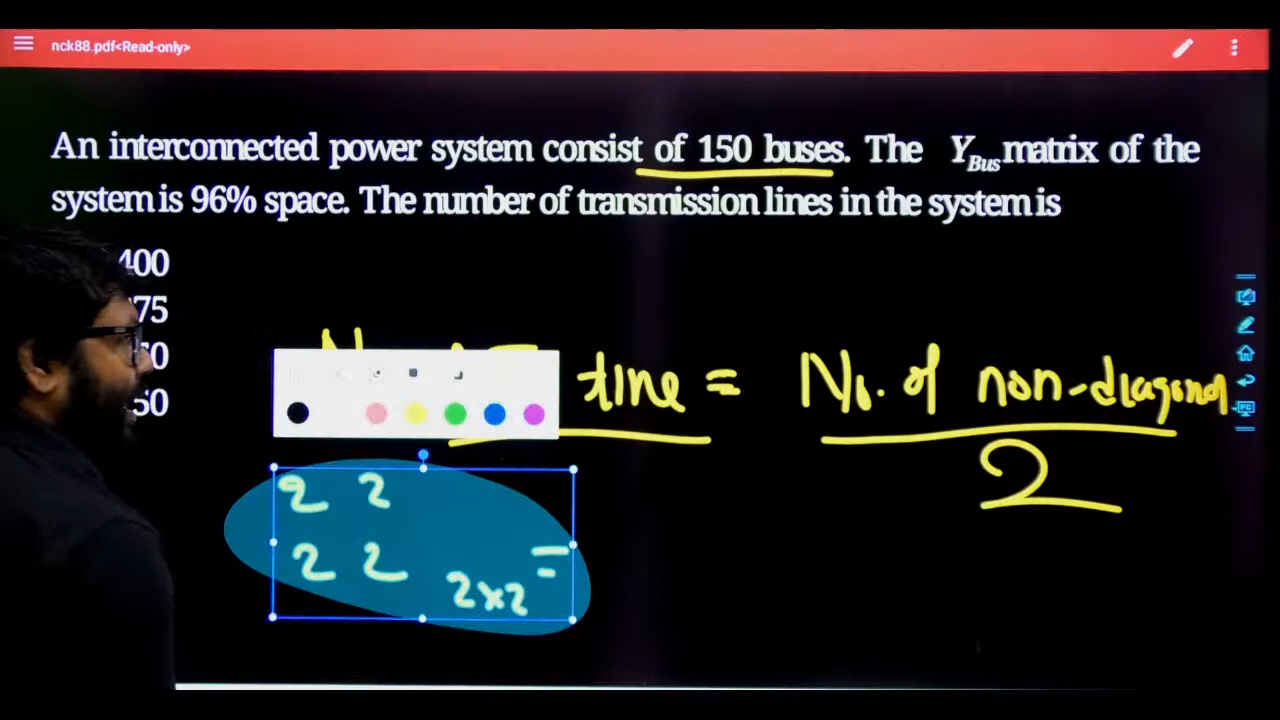 nck88.pdf<Read-only>
An interconnected power system consist of 150 buses. The Y_Bus matrix of the
system is 96% space. The number of transmission lines in the system is
400
75
50
50
line = No. of non-diagonal
2
2 2
2 2
2x2 =